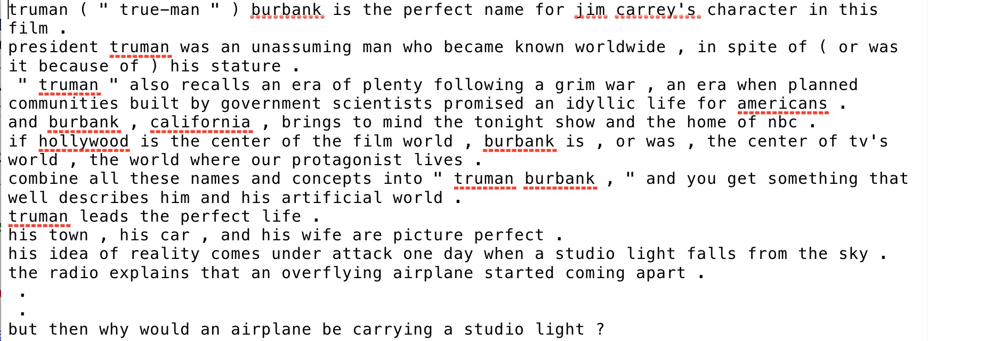 truman ( " true-man " ) burbank is the perfect name for jim carrey's character in this
film .
president truman was an unassuming man who became known worldwide , in spite of ( or was
it because of ) his stature .
" truman " also recalls an era of plenty following a grim war , an era when planned
communities built by government scientists promised an idyllic life for americans .
and burbank , california , brings to mind the tonight show and the home of nbc .
if hollywood is the center of the film world , burbank is , or was , the center of tv's
world , the world where our protagonist lives .
combine all these names and concepts into " truman burbank , " and you get something that
well describes him and his artificial world .
truman leads the perfect life .
his town , his car , and his wife are picture perfect .
his idea of reality comes under attack one day when a studio light falls from the sky .
the radio explains that an overflying airplane started coming apart .
.
.
but then why would an airplane be carrying a studio light ?